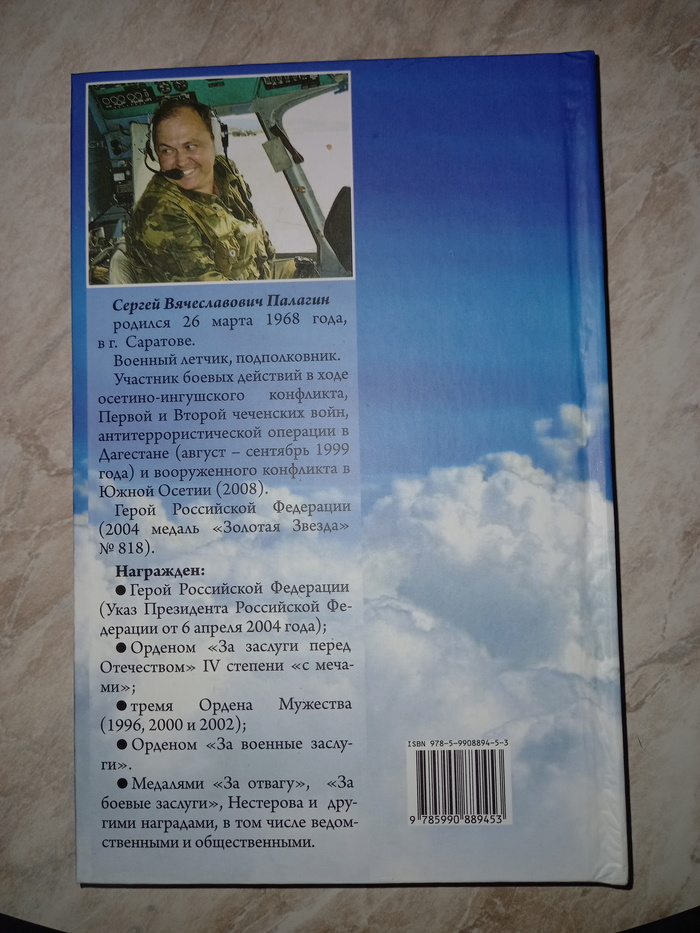 Сергей Вячеславович Палагин
родился 26 марта 1968 года,
в г. Саратове.
Военный летчик, подполковник.
Участник боевых действий в ходе
осетино-ингушского конфликта,
Первой и Второй чеченских войн,
антитеррористической операции в
Дагестане (август – сентябрь 1999
года) и вооруженного конфликта в
Южной Осетии (2008).
Герой Российской Федерации
(2004 медаль «Золотая Звезда»
№ 818).
Награжден:
● Герой Российской Федерации
(Указ Президента Российской Фе-
дерации от 6 апреля 2004 года);
● Орденом «За заслуги перед
Отечеством» IV степени «с меча-
ми»;
● тремя Ордена Мужества
(1996, 2000 и 2002);
● Орденом «За военные заслу-
ги».
● Медалями «За отвагу», «За
боевые заслуги», Нестерова и дру-
гими наградами, в том числе ведом-
ственными и общественными.
ISBN 978-5-9908894-5-3
9 785990 889453